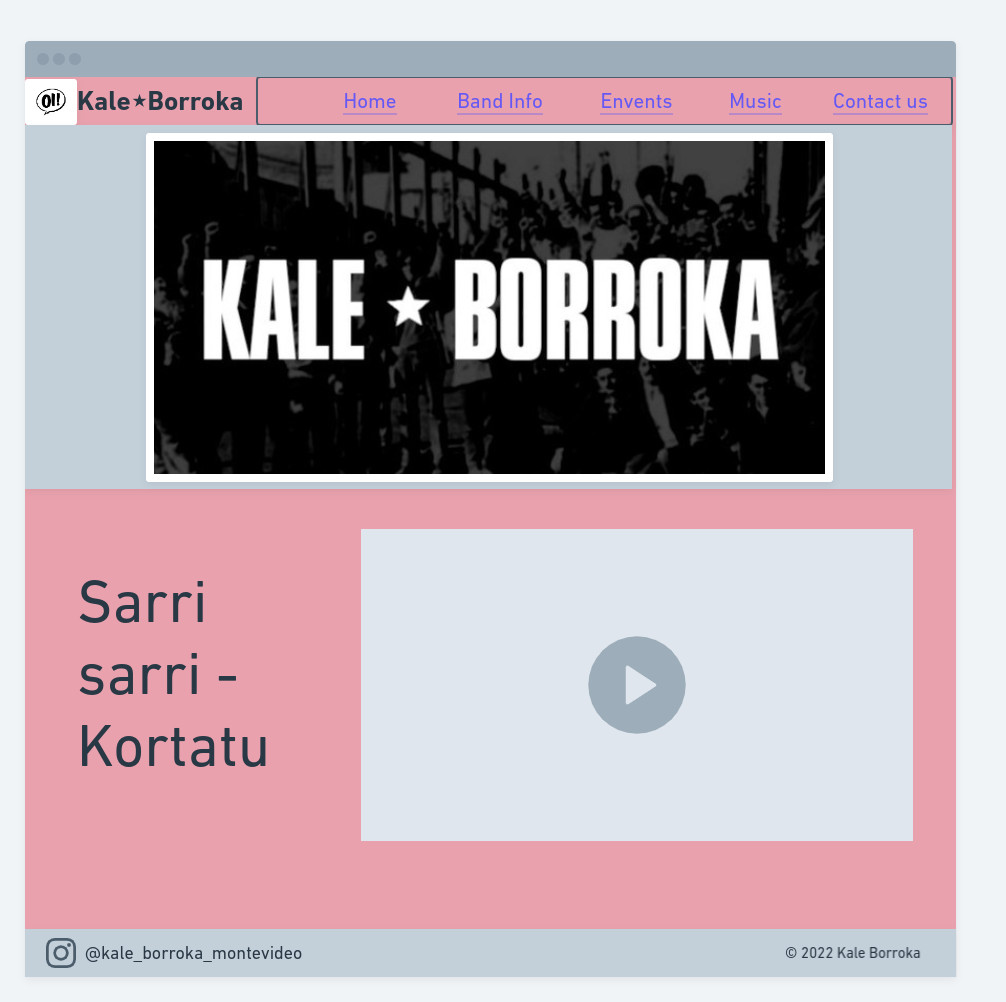 OI!!
Kale★Borroka
Home Band Info Envents Music Contact us
KALE ★ BORROKA
Sarri
sarri -
Kortatu
@kale_borroka_montevideo
© 2022 Kale Borroka